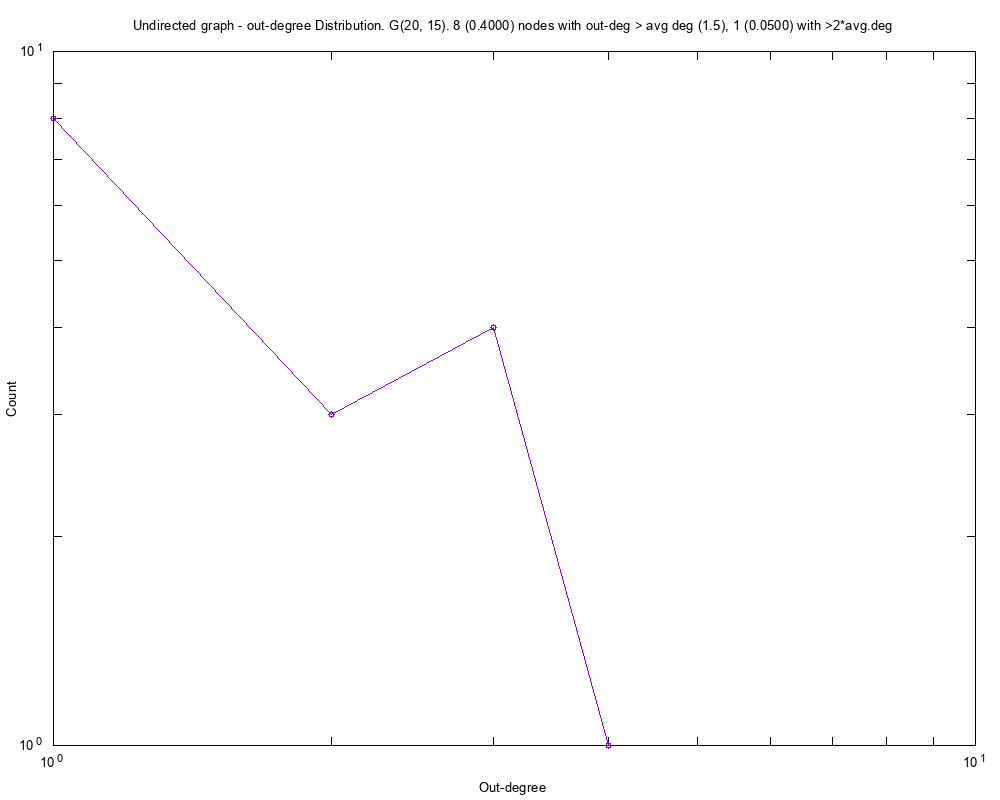 Undirected graph - out-degree Distribution. G(20, 15). 8 (0.4000) nodes with out-deg > avg deg (1.5), 1 (0.0500) with >2*avg.deg
10^1
Count
10^0
10^0 10^1
Out-degree